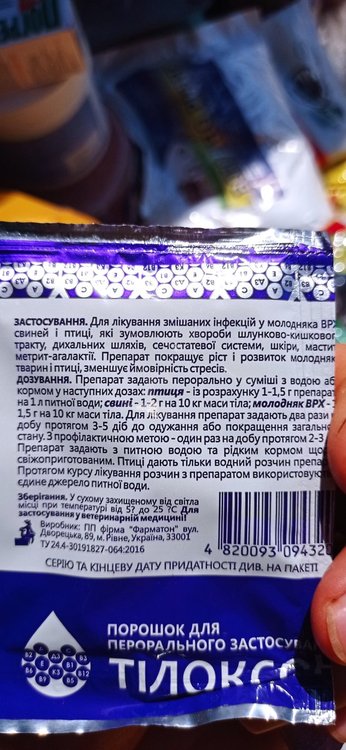 ЗАСТОСУВАННЯ. Для лікування змішаних інфекцій у молодняка ВРХ
свиней і птиці, які зумовлюють хвороби шлунково-кишково
тракту, дихальних шляхів, сечостатевої системи, шкіри, мастит
метрит-агалактії. Препарат покращує ріст і розвиток молодняк
тварин і птиці, зменшує ймовірність стресів.
ДОЗУВАННЯ. Препарат задають перорально у суміші з водою аб
кормом у наступних дозах: птиця - із розрахунку 1-1,5 г препарат
на 1 л питної води; свині - 1-2 г на 10 кг маси тіла; молодняк ВРХ -
1,5 г на 10 кг маси тіла. Для лікування препарат задають два рази н
добу протягом 3-5 діб до одужання або покращення загальне
стану. З профілактичною метою - один раз на добу протягом 2-3
Препарат задають з питною водою та рідким кормом що
свіжоприготовленим. Птиці дають тільки водний розчин препа
Протягом курсу лікування розчин з препаратом використовую
єдине джерело питної води.
Зберігання. У сухому захищеному від світла
місці при температурі від 5? до 25 ?С Для
застосування у ветеринарній медицині!
Виробник: ПП фірма "Фарматон" вул.
Дворецька, 89, м. Рівне, Україна, 33001
ТУ 24.4-30191827-064:2016
4 820093 09432
СЕРІЮ ТА КІНЦЕВУ ДАТУ ПРИДАТНОСТІ ДИВ. НА ПАКЕТІ
ПОРОШОК ДЛЯ
ПЕРОРАЛЬНОГО ЗАСТОСУВА
ТІЛОКС